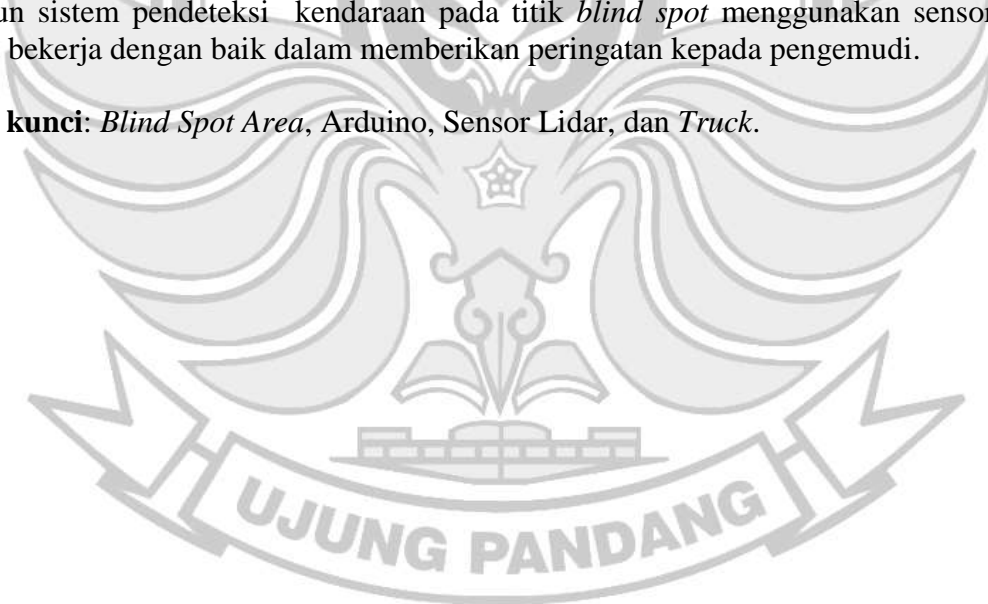 un sistem pendeteksi kendaraan pada titik blind spot menggunakan sensor
bekerja dengan baik dalam memberikan peringatan kepada pengemudi.
kunci: Blind Spot Area, Arduino, Sensor Lidar, dan Truck.
UJUNG PANDANG